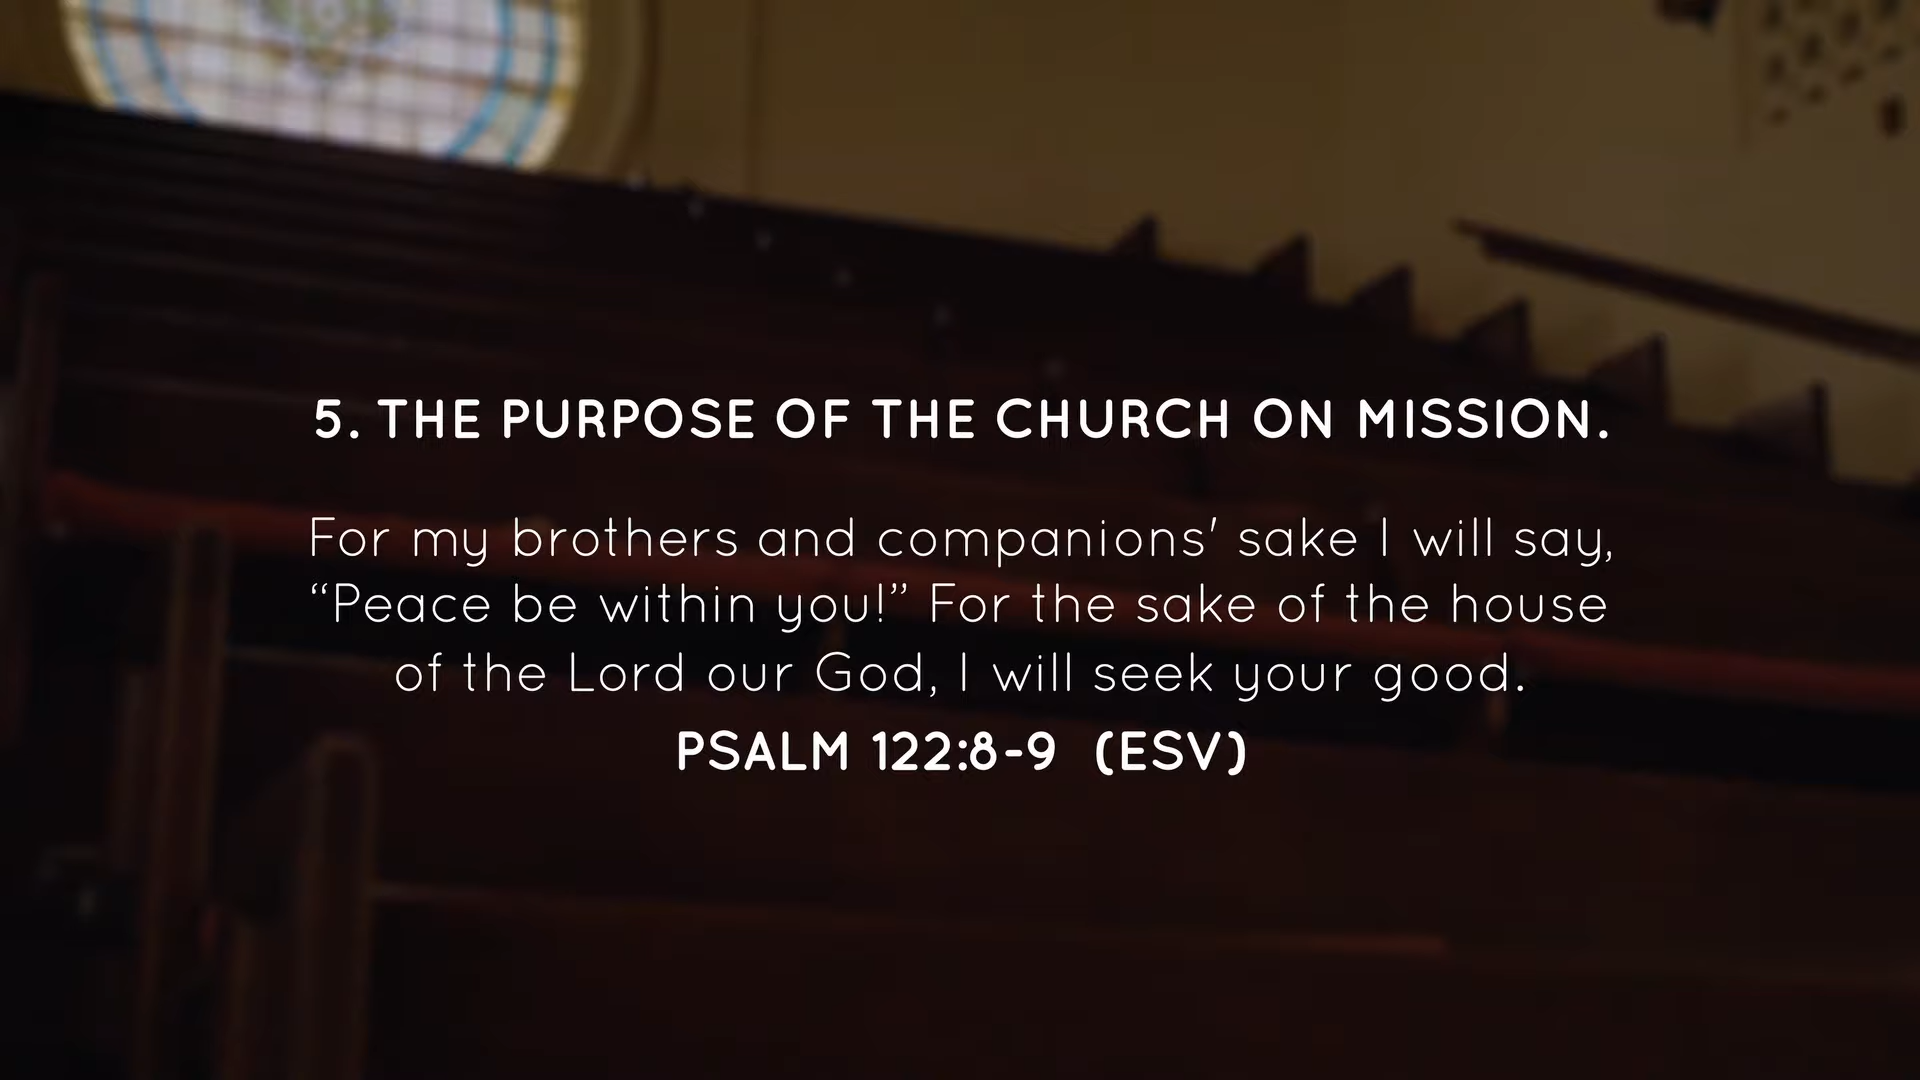 5. THE PURPOSE OF THE CHURCH ON MISSION.
For my brothers and companions' sake I will say,
“Peace be within you!” For the sake of the house
of the Lord our God, I will seek your good.
PSALM 122:8-9 (ESV)